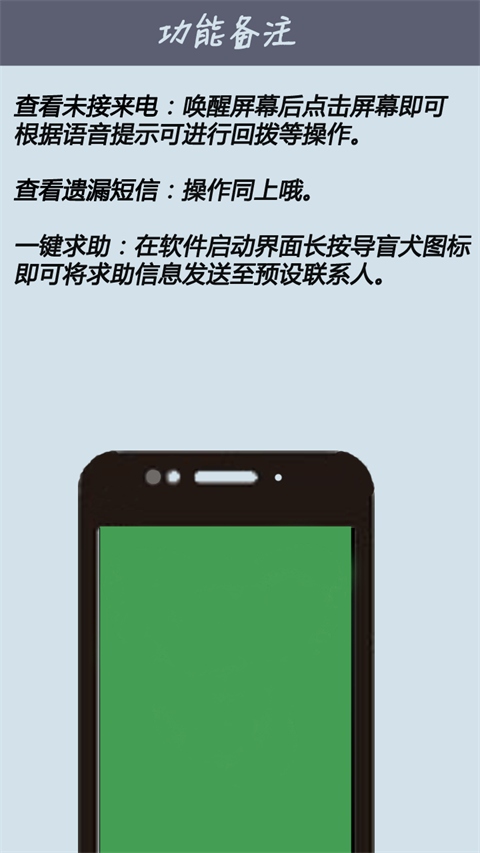 功能备注
查看未接来电：唤醒屏幕后点击屏幕即可
根据语音提示可进行回拨等操作。
查看遗漏短信：操作同上哦。
一键求助：在软件启动界面长按导盲犬图标
即可将求助信息发送至预设联系人。